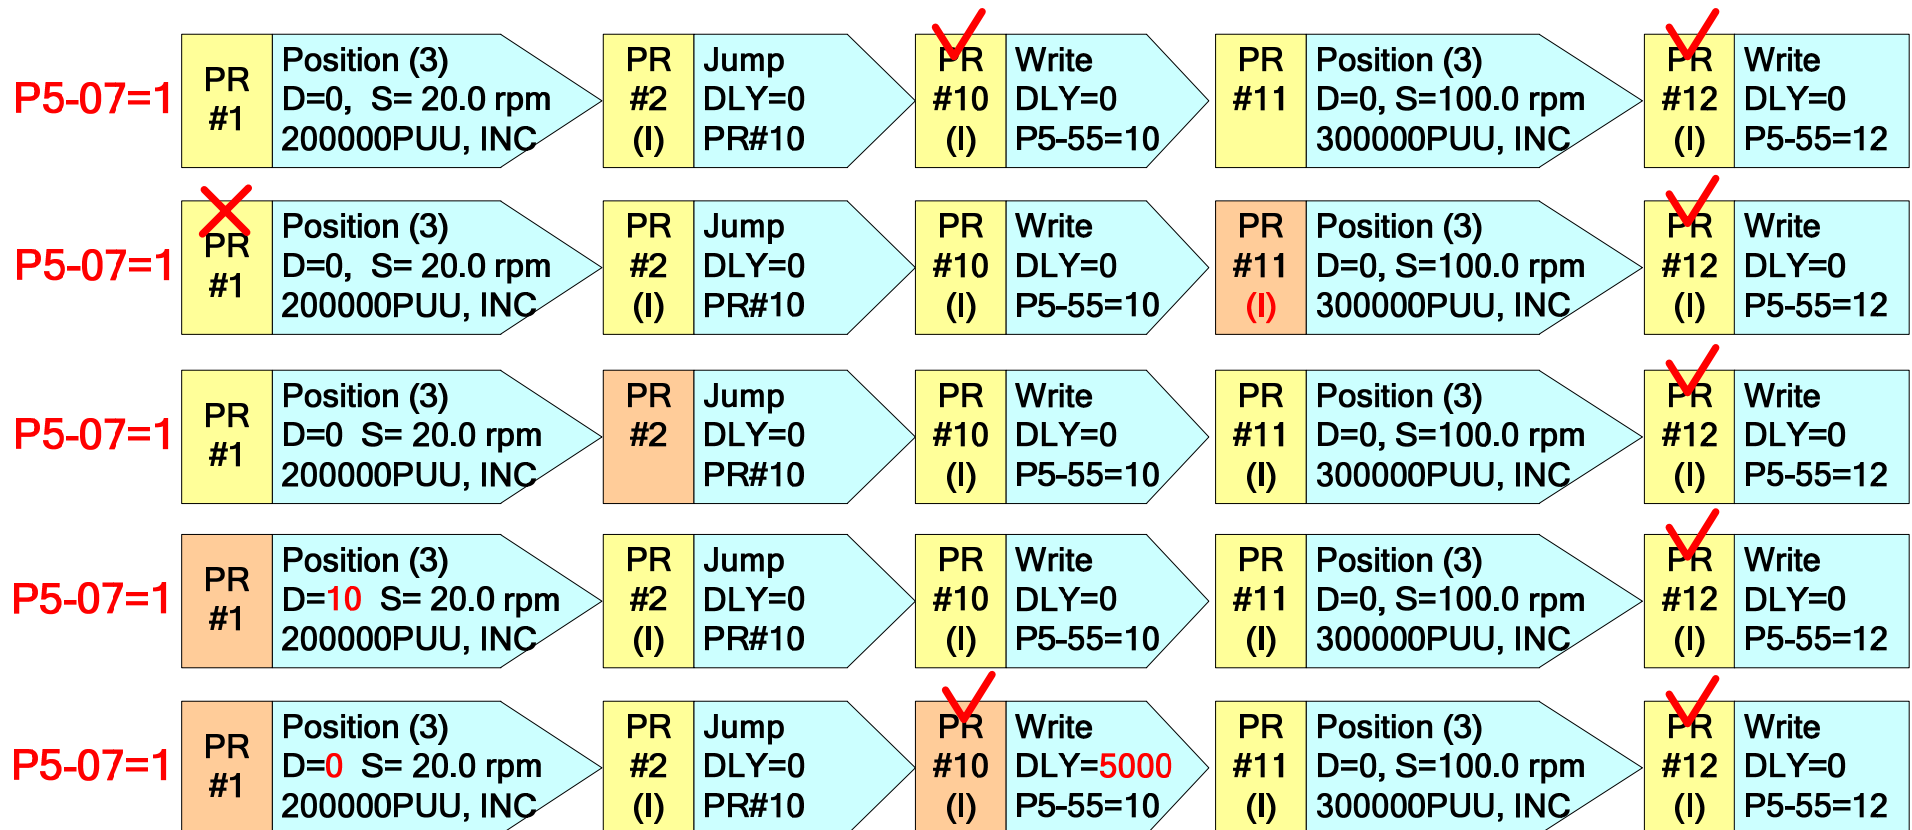 P5-07=1
PR
#1
Position (3)
D=0, S= 20.0 rpm
200000PUU, INC
PR
#2
(I)
Jump
DLY=0
PR#10
PR
#10
(I)
Write
DLY=0
P5-55=10
PR
#11
Position (3)
D=0, S=100.0 rpm
300000PUU, INC
PR
#12
(I)
Write
DLY=0
P5-55=12
P5-07=1
PR
#1
Position (3)
D=0, S= 20.0 rpm
200000PUU, INC
PR
#2
(I)
Jump
DLY=0
PR#10
PR
#10
(I)
Write
DLY=0
P5-55=10
PR
#11
(I)
Position (3)
D=0, S=100.0 rpm
300000PUU, INC
PR
#12
(I)
Write
DLY=0
P5-55=12
P5-07=1
PR
#1
Position (3)
D=0 S= 20.0 rpm
200000PUU, INC
PR
#2
Jump
DLY=0
PR#10
PR
#10
(I)
Write
DLY=0
P5-55=10
PR
#11
(I)
Position (3)
D=0, S=100.0 rpm
300000PUU, INC
PR
#12
(I)
Write
DLY=0
P5-55=12
P5-07=1
PR
#1
Position (3)
D=10 S= 20.0 rpm
200000PUU, INC
PR
#2
(I)
Jump
DLY=0
PR#10
PR
#10
(I)
Write
DLY=0
P5-55=10
PR
#11
(I)
Position (3)
D=0, S=100.0 rpm
300000PUU, INC
PR
#12
(I)
Write
DLY=0
P5-55=12
P5-07=1
PR
#1
Position (3)
D=0 S= 20.0 rpm
200000PUU, INC
PR
#2
(I)
Jump
DLY=0
PR#10
PR
#10
(I)
Write
DLY=5000
P5-55=10
PR
#11
(I)
Position (3)
D=0, S=100.0 rpm
300000PUU, INC
PR
#12
(I)
Write
DLY=0
P5-55=12